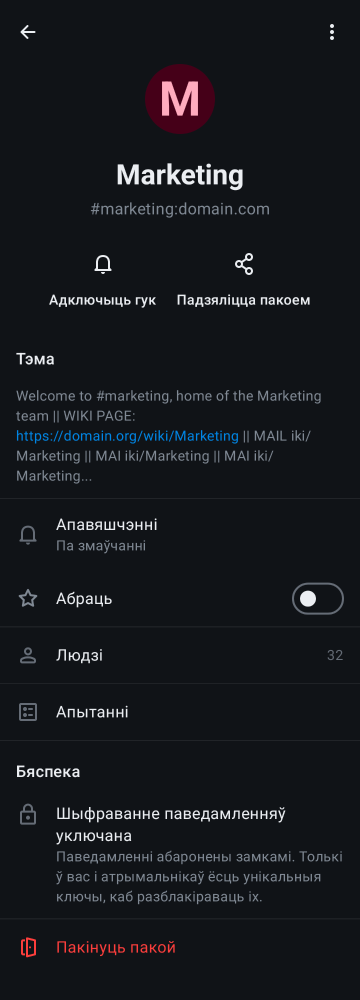 M
Marketing
#marketing:domain.com
Адключыць гук
Падзяліцца пакоем
Тэма
Welcome to #marketing, home of the Marketing
team || WIKI PAGE:
https://domain.org/wiki/Marketing || MAIL iki/
Marketing || MAI iki/Marketing || MAI iki/
Marketing...
Апавяшчэнні
Па змаўчанні
Абраць
Людзі 32
Апытанні
Бяспека
Шыфраванне паведамленняў
уключана
Паведамленні абаронены замкамі. Толькі
ў вас і атрымальнікаў ёсць унікальныя
ключы, каб разблакіраваць іх.
Пакінуць пакой